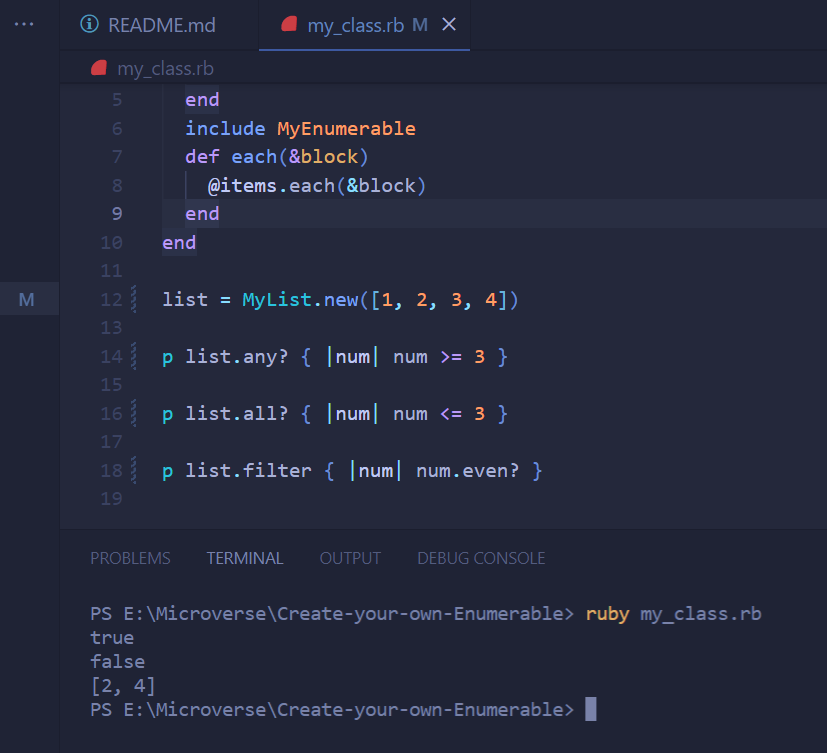 ... README.md my_class.rb M
my_class.rb
5 end
6 include MyEnumerable
7 def each(&block)
8 @items.each(&block)
9 end
10 end
11
M 12 list = MyList.new([1, 2, 3, 4])
13
14 p list.any? { |num| num >= 3 }
15
16 p list.all? { |num| num <= 3 }
17
18 p list.filter { |num| num.even? }
19
PROBLEMS TERMINAL OUTPUT DEBUG CONSOLE
PS E:\Microverse\Create-your-own-Enumerable> ruby my_class.rb
true
false
[2, 4]
PS E:\Microverse\Create-your-own-Enumerable>